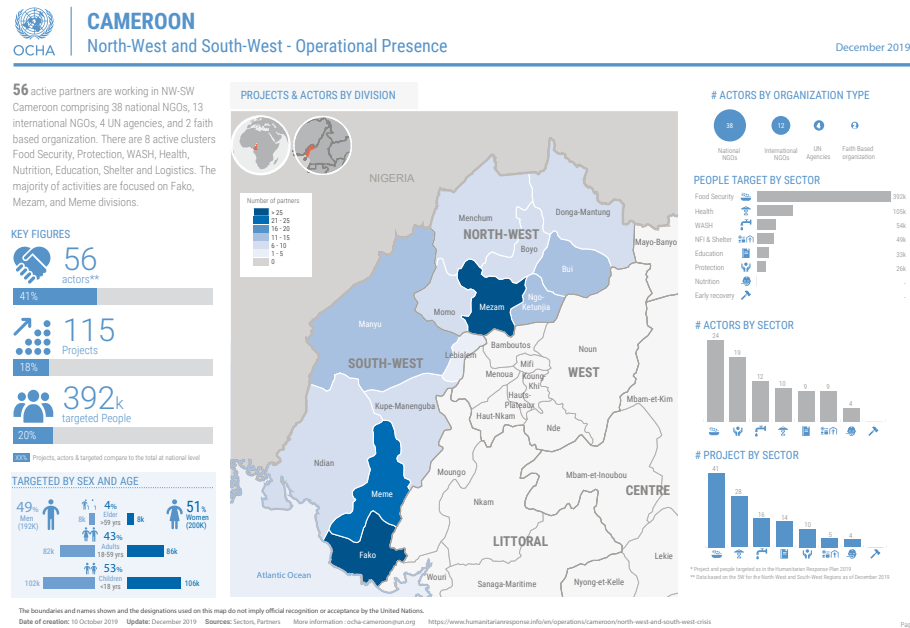 OCHA
CAMEROON
North-West and South-West - Operational Presence
December 2019
56 active partners are working in NW-SW
Cameroon comprising 38 national NGOs, 13
international NGOs, 4 UN agencies, and 2 faith
based organization. There are 8 active clusters
Food Security, Protection, WASH, Health,
Nutrition, Education, Shelter and Logistics. The
majority of activities are focused on Fako,
Mezam, and Meme divisions.
KEY FIGURES
56
actors**
41%
115
Projects
18%
392k
targeted People
20%
XX% Projects, actors & targeted compare to the total at national level
TARGETED BY SEX AND AGE
49%
Men
(192K)
4%
Elder
>59 yrs
8k
8k
51%
Women
(200K)
43%
Adults
18-59 yrs
82k
86k
53%
Children
<18 yrs
102k
106k
PROJECTS & ACTORS BY DIVISION
NIGERIA
Number of partners
> 25
21 - 25
16 - 20
11 - 15
6 - 10
1 - 5
0
Menchum
Donga-Mantung
NORTH-WEST
Boyo
Mayo-Banyo
Bui
Mezam
Ngo-
Ketunjia
Momo
Manyu
SOUTH-WEST
Lebialem
Bamboutos
Noun
Mifi
Menoua
Koung-
Khi
WEST
Hauts-
Plateaux
Haut-Nkam
Mbam-et-Kim
Kupe-Manenguba
Nde
Ndian
Moungo
Mbam-et-Inoubou
Meme
Nkam
CENTRE
LITTORAL
Fako
Lekie
Atlantic Ocean
Wouri
Sanaga-Maritime
Nyong-et-Kelle
# ACTORS BY ORGANIZATION TYPE
38
12
4
2
National
NGOs
International
NGOs
UN
Agencies
Faith Based
organization
PEOPLE TARGET BY SECTOR
Food Security 392k
Health 105k
WASH 54k
NFI & Shelter 49k
Education 33k
Protection 26k
Nutrition -
Early recovery -
# ACTORS BY SECTOR
24
19
12
10
9
9
4
# PROJECT BY SECTOR
41
28
16
14
10
5
4
* Project and people targeted as in the Humanitarian Response Plan 2019
** Data based on the 5W for the North-West and South-West Regions as of December 2019
The boundaries and names shown and the designations used on this map do not imply official recognition or acceptance by the United Nations.
Date of creation: 10 October 2019 Update: December 2019 Sources: Sectors, Partners More information : ocha-cameroon@un.org https://www.humanitarianresponse.info/en/operations/cameroon/north-west-and-south-west-crisis
Pag